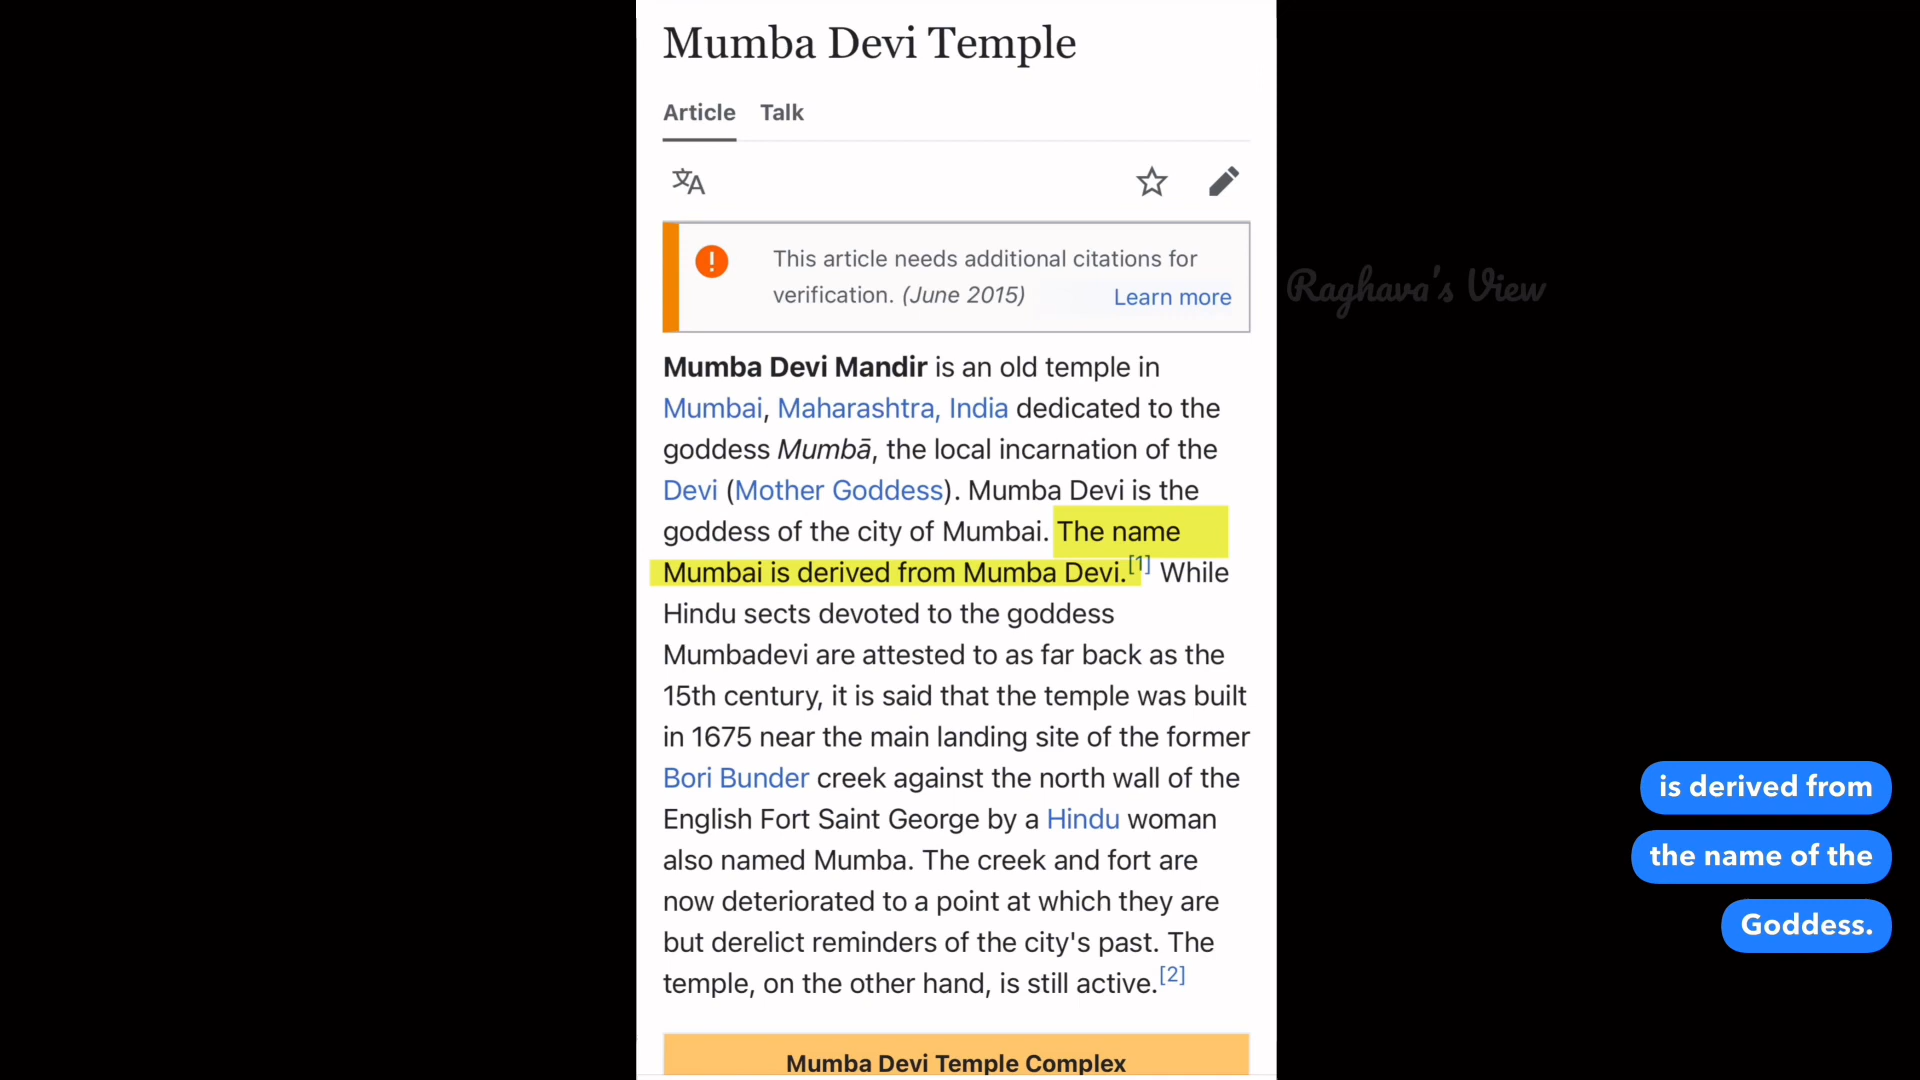 Mumba Devi Temple
Article Talk
文A
This article needs additional citations for
verification. (June 2015) Learn more
Raghava's View
Mumba Devi Mandir is an old temple in
Mumbai, Maharashtra, India dedicated to the
goddess Mumbā, the local incarnation of the
Devi (Mother Goddess). Mumba Devi is the
goddess of the city of Mumbai. The name
Mumbai is derived from Mumba Devi.[1] While
Hindu sects devoted to the goddess
Mumbadevi are attested to as far back as the
15th century, it is said that the temple was built
in 1675 near the main landing site of the former
Bori Bunder creek against the north wall of the
English Fort Saint George by a Hindu woman
also named Mumba. The creek and fort are
now deteriorated to a point at which they are
but derelict reminders of the city's past. The
temple, on the other hand, is still active.[2]
Mumba Devi Temple Complex
is derived from
the name of the
Goddess.